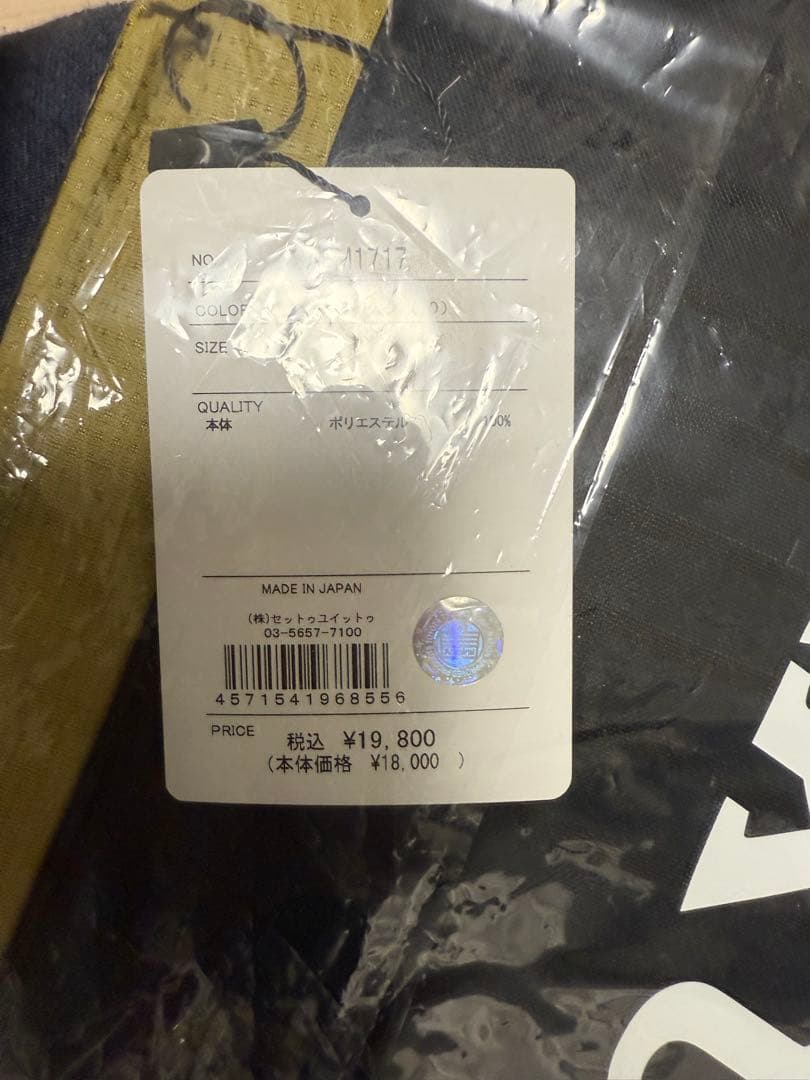 NO
1717
COLOR
0)
SIZE
QUALITY
本体 ポリエステル 100%
MADE IN JAPAN
(株)セットゥユイットゥ
03-5657-7100
4571541968556
PRICE
税込 ¥19,800
(本体価格 ¥18,000 )